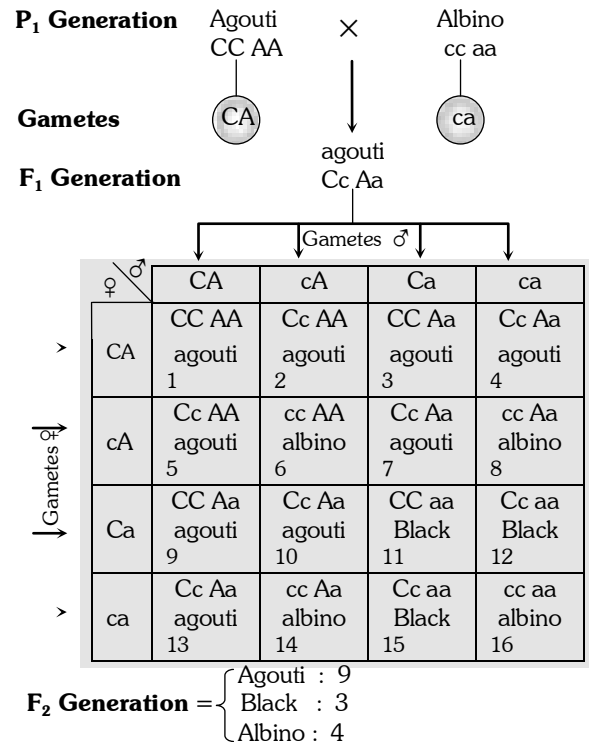 P₁ Generation Agouti × Albino
CC AA cc aa
Gametes CA ca
agouti
F₁ Generation Cc Aa
Gametes ♂
♀ ♂ CA cA Ca ca
Gametes ♀
CA
CC AA Cc AA CC Aa Cc Aa
agouti agouti agouti agouti
1 2 3 4
cA
Cc AA cc AA Cc Aa cc Aa
agouti albino agouti albino
5 6 7 8
Ca
CC Aa Cc Aa CC aa Cc aa
agouti agouti Black Black
9 10 11 12
ca
Cc Aa cc Aa Cc aa cc aa
agouti albino Black albino
13 14 15 16
F₂ Generation =
Agouti : 9
Black : 3
Albino : 4